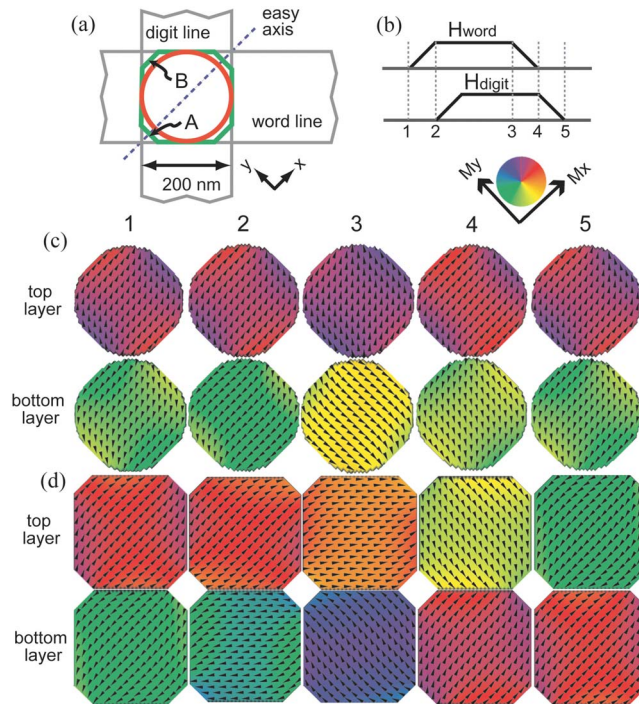 (a)
digit line
easy
axis
B
A
word line
y
x
200 nm
(b)
Hword
Hdigit
1 2 3 4 5
My
Mx
1 2 3 4 5
(c)
top
layer
bottom
layer
(d)
top
layer
bottom
layer